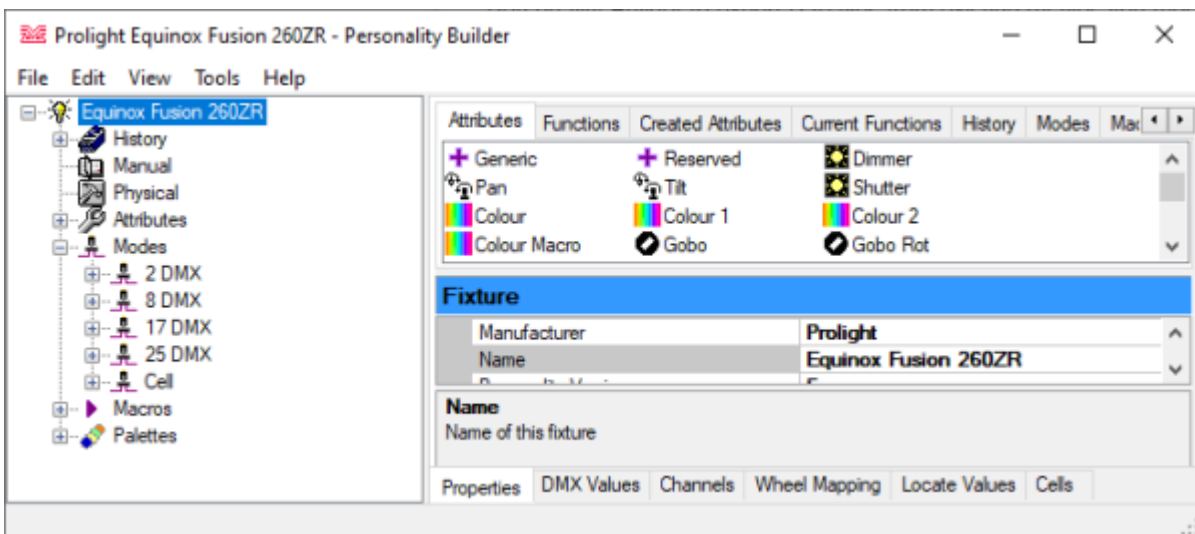 Prolight Equinox Fusion 260ZR - Personality Builder
File Edit View Tools Help
Equinox Fusion 260ZR
History
Manual
Physical
Attributes
Modes
2 DMX
8 DMX
17 DMX
25 DMX
Cell
Macros
Palettes
Attributes Functions Created Attributes Current Functions History Modes
Generic Reserved Dimmer
Pan Tilt Shutter
Colour Colour 1 Colour 2
Colour Macro Gobo Gobo Rot
Fixture
Manufacturer Prolight
Name Equinox Fusion 260ZR
Name
Name of this fixture
Properties DMX Values Channels Wheel Mapping Locate Values Cells